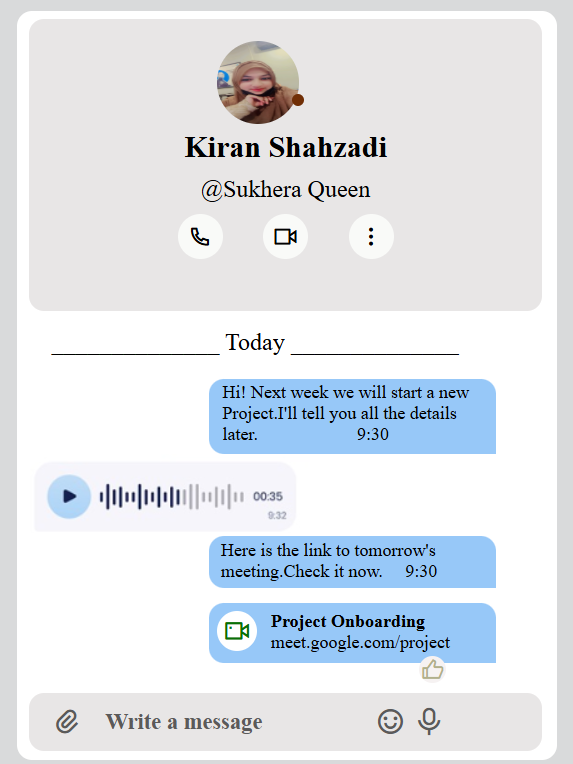 Kiran Shahzadi
@Sukhera Queen
______________ Today ______________
Hi! Next week we will start a new
Project.I'll tell you all the details
later. 9:30
00:35
9:32
Here is the link to tomorrow's
meeting.Check it now. 9:30
Project Onboarding
meet.google.com/project
Write a message